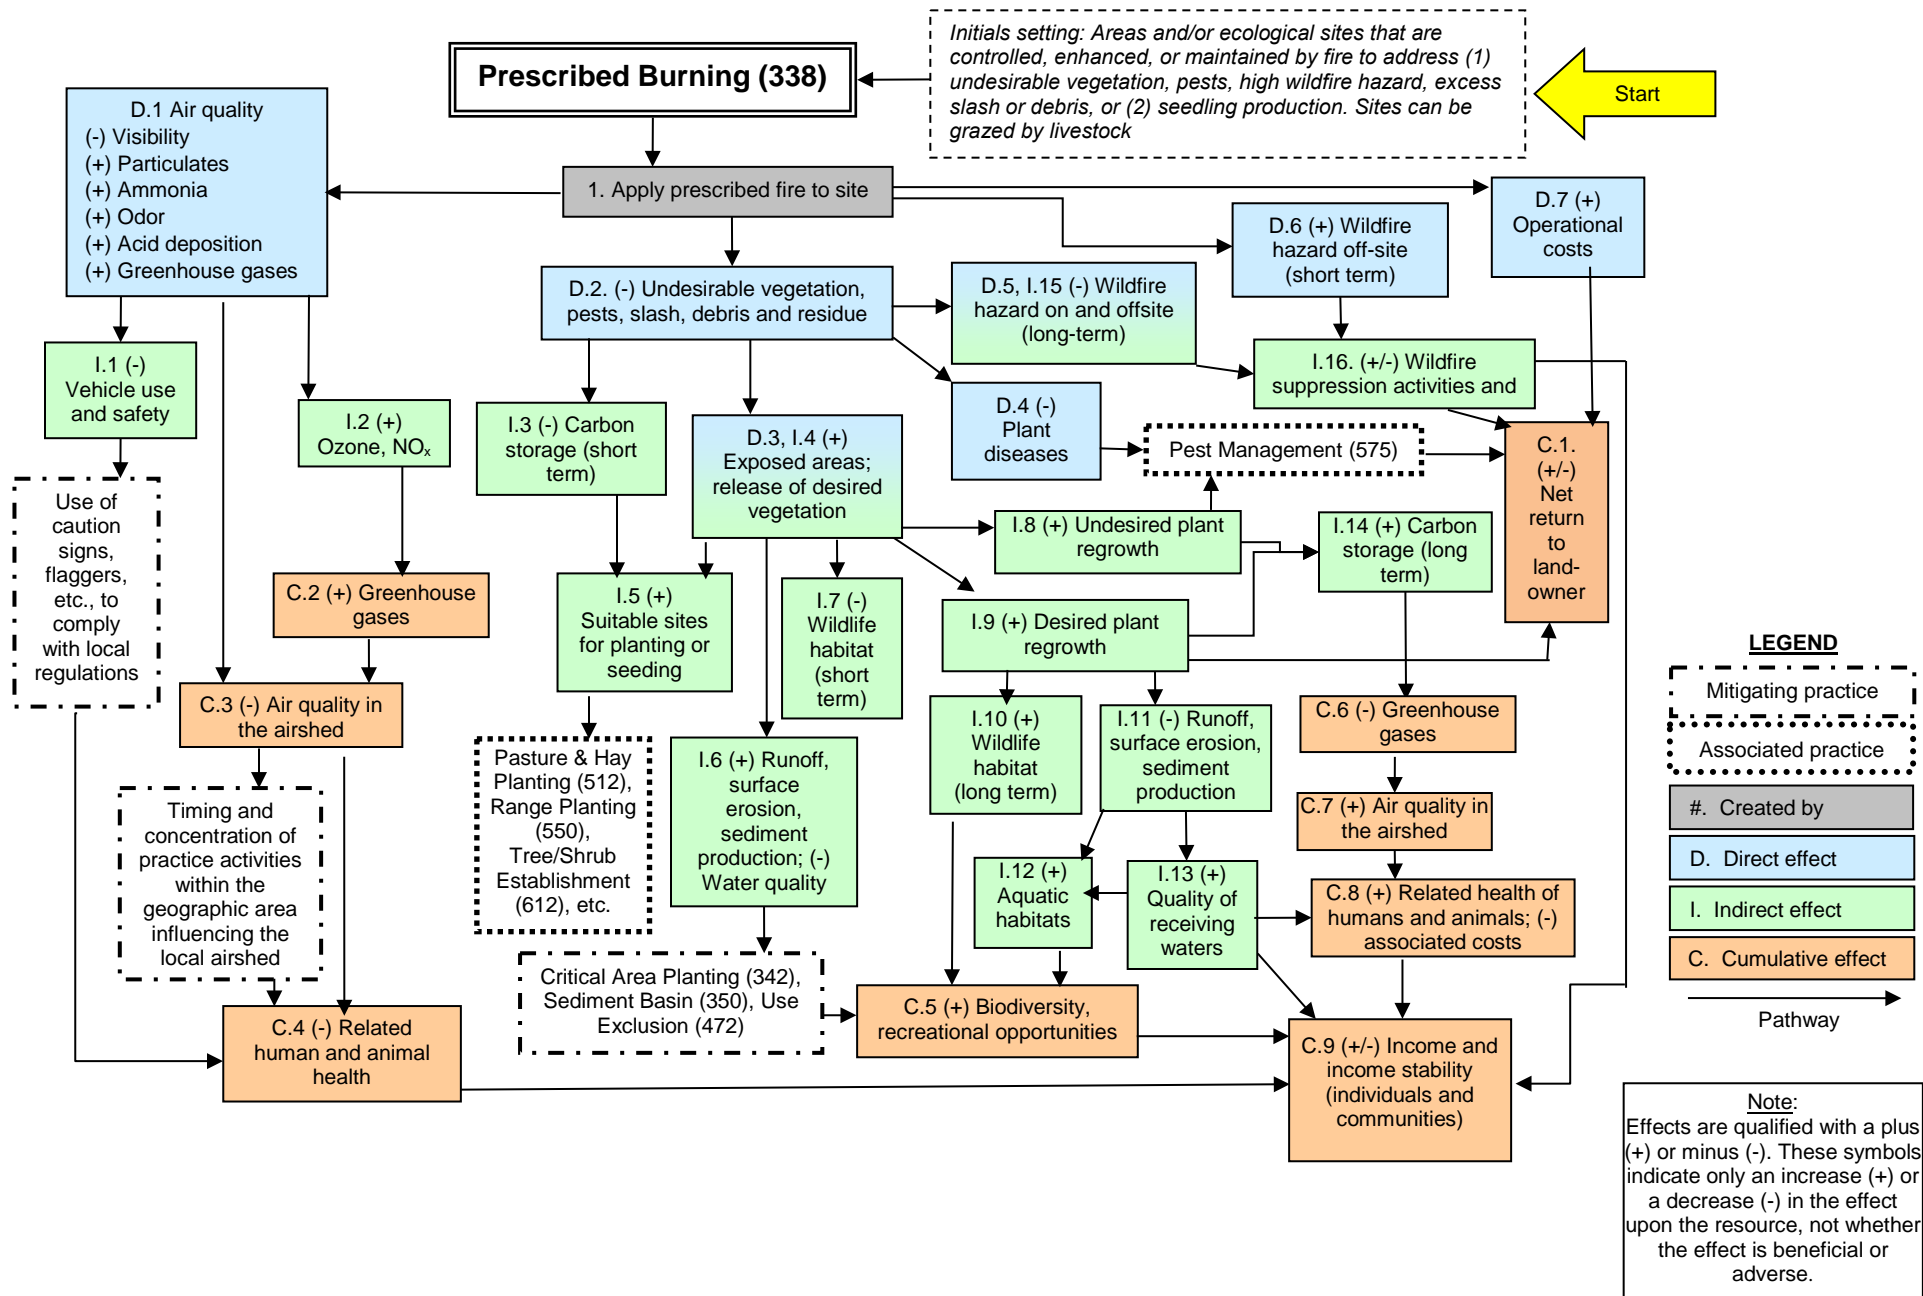 Initials setting: Areas and/or ecological sites that are
controlled, enhanced, or maintained by fire to address (1)
undesirable vegetation, pests, high wildfire hazard, excess
slash or debris, or (2) seedling production. Sites can be
grazed by livestock
Start
Prescribed Burning (338)
1. Apply prescribed fire to site
D.1 Air quality
(-) Visibility
(+) Particulates
(+) Ammonia
(+) Odor
(+) Acid deposition
(+) Greenhouse gases
D.2. (-) Undesirable vegetation,
pests, slash, debris and residue
D.5, I.15 (-) Wildfire
hazard on and offsite
(long-term)
D.6 (+) Wildfire
hazard off-site
(short term)
D.7 (+)
Operational
costs
I.1 (-)
Vehicle use
and safety
I.2 (+)
Ozone, NOₓ
I.3 (-) Carbon
storage (short
term)
D.3, I.4 (+)
Exposed areas;
release of desired
vegetation
D.4 (-)
Plant
diseases
Pest Management (575)
I.16. (+/-) Wildfire
suppression activities and
C.1.
(+/-)
Net
return
to
land-
owner
Use of
caution
signs,
flaggers,
etc., to
comply
with local
regulations
C.2 (+) Greenhouse
gases
C.3 (-) Air quality in
the airshed
Timing and
concentration of
practice activities
within the
geographic area
influencing the
local airshed
C.4 (-) Related
human and animal
health
I.5 (+)
Suitable sites
for planting or
seeding
Pasture & Hay
Planting (512),
Range Planting
(550),
Tree/Shrub
Establishment
(612), etc.
I.6 (+) Runoff,
surface
erosion,
sediment
production; (-)
Water quality
Critical Area Planting (342),
Sediment Basin (350), Use
Exclusion (472)
I.7 (-)
Wildlife
habitat
(short
term)
I.8 (+) Undesired plant
regrowth
I.9 (+) Desired plant
regrowth
I.10 (+)
Wildlife
habitat
(long term)
I.11 (-) Runoff,
surface erosion,
sediment
production
I.12 (+)
Aquatic
habitats
I.13 (+)
Quality of
receiving
waters
C.5 (+) Biodiversity,
recreational opportunities
I.14 (+) Carbon
storage (long
term)
C.6 (-) Greenhouse
gases
C.7 (+) Air quality in
the airshed
C.8 (+) Related health of
humans and animals; (-)
associated costs
C.9 (+/-) Income and
income stability
(individuals and
communities)
LEGEND
Mitigating practice
Associated practice
#. Created by
D. Direct effect
I. Indirect effect
C. Cumulative effect
Pathway
Note:
Effects are qualified with a plus
(+) or minus (-). These symbols
indicate only an increase (+) or
a decrease (-) in the effect
upon the resource, not whether
the effect is beneficial or
adverse.